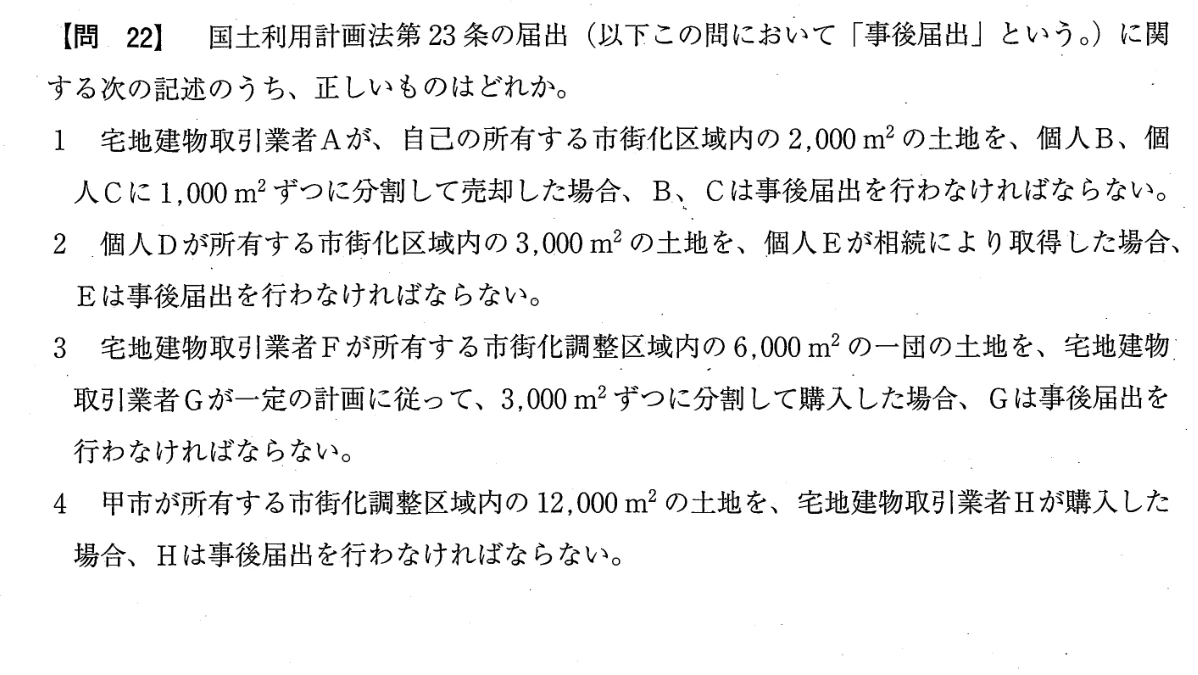 【問　22】　国土利用計画法第 23 条の届出（以下この問において「事後届出」という。）に関
する次の記述のうち、正しいものはどれか。
1　宅地建物取引業者Aが、自己の所有する市街化区域内の 2,000 m² の土地を、個人B、個
人Cに 1,000 m² ずつに分割して売却した場合、B、Cは事後届出を行わなければならない。
2　個人Dが所有する市街化区域内の 3,000 m² の土地を、個人Eが相続により取得した場合、
Eは事後届出を行わなければならない。
3　宅地建物取引業者Fが所有する市街化調整区域内の 6,000 m² の一団の土地を、宅地建物
取引業者Gが一定の計画に従って、3,000 m² ずつに分割して購入した場合、Gは事後届出を
行わなければならない。
4　甲市が所有する市街化調整区域内の 12,000 m² の土地を、宅地建物取引業者Hが購入した
場合、Hは事後届出を行わなければならない。